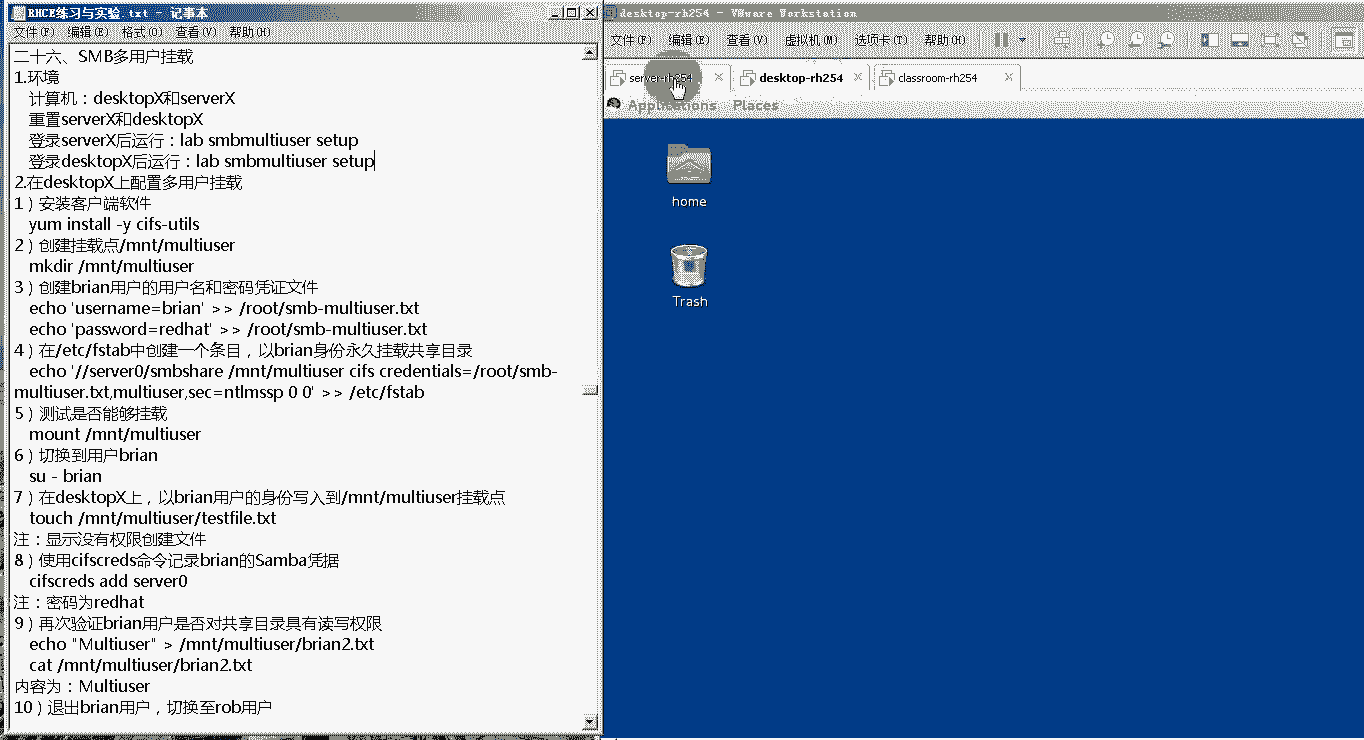 RHCE练习与实验.txt - 记事本
文件(F) 编辑(E) 格式(O) 查看(V) 帮助(H)
二十六、SMB多用户挂载
1.环境
计算机：desktopX和serverX
重置serverX和desktopX
登录serverX后运行：lab smbmultiuser setup
登录desktopX后运行：lab smbmultiuser setup
2.在desktopX上配置多用户挂载
1）安装客户端软件
yum install -y cifs-utils
2）创建挂载点/mnt/multiuser
mkdir /mnt/multiuser
3）创建brian用户的用户名和密码凭证文件
echo 'username=brian' >> /root/smb-multiuser.txt
echo 'password=redhat' >> /root/smb-multiuser.txt
4）在/etc/fstab中创建一个条目，以brian身份永久挂载共享目录
echo '//server0/smbshare /mnt/multiuser cifs credentials=/root/smb-
multiuser.txt,multiuser,sec=ntlmssp 0 0' >> /etc/fstab
5）测试是否能够挂载
mount /mnt/multiuser
6）切换到用户brian
su - brian
7）在desktopX上，以brian用户的身份写入到/mnt/multiuser挂载点
touch /mnt/multiuser/testfile.txt
注：显示没有权限创建文件
8）使用cifscreds命令记录brian的Samba凭据
cifscreds add server0
注：密码为redhat
9）再次验证brian用户是否对共享目录具有读写权限
echo "Multiuser" > /mnt/multiuser/brian2.txt
cat /mnt/multiuser/brian2.txt
内容为：Multiuser
10）退出brian用户，切换至rob用户
desktop-rh254 - VMware Workstation
文件(F) 编辑(E) 查看(V) 虚拟机(M) 选项卡(T) 帮助(H)
server-rh254 desktop-rh254 classroom-rh254
Applications Places
home
Trash